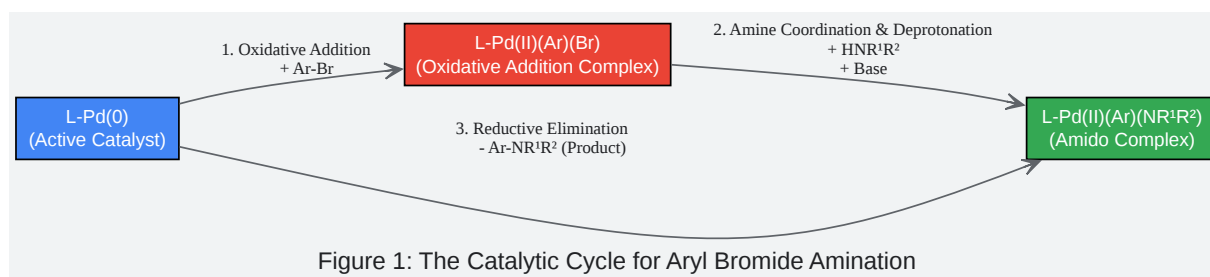 L-Pd(0)
(Active Catalyst)
1. Oxidative Addition
+ Ar-Br
L-Pd(II)(Ar)(Br)
(Oxidative Addition Complex)
2. Amine Coordination & Deprotonation
+ HNR¹R²
+ Base
L-Pd(II)(Ar)(NR¹R²)
(Amido Complex)
3. Reductive Elimination
- Ar-NR¹R² (Product)
Figure 1: The Catalytic Cycle for Aryl Bromide Amination